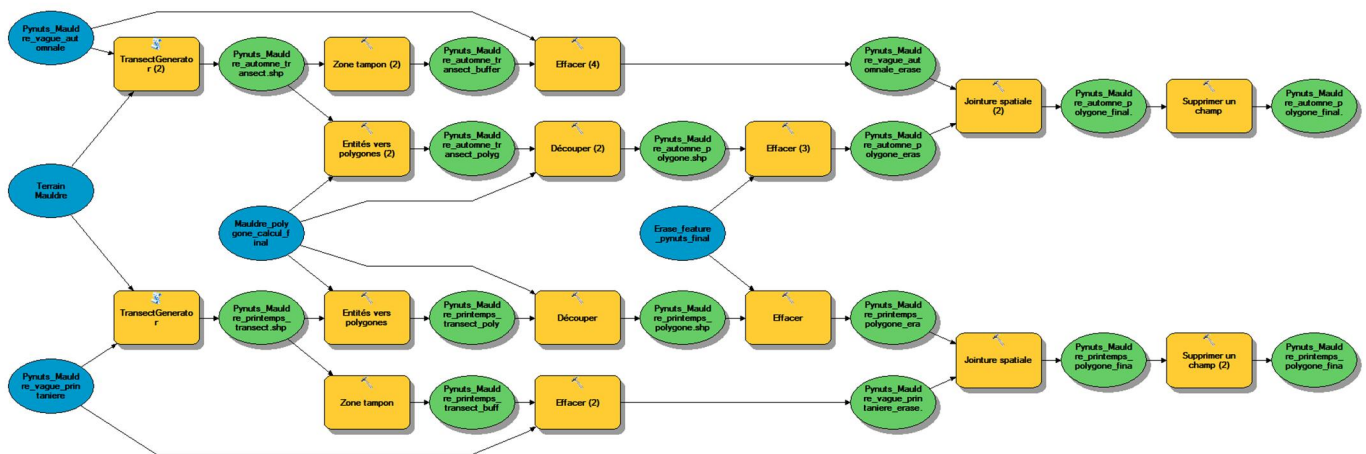 Pynuts_Mauld
re_vague_aut
omnale
TransectGenerato
r (2)
Pynuts_Mauld
re_automne_tr
ansect.shp
Zone tampon (2)
Pynuts_Mauld
re_automne_tr
ansect_buffer
Effacer (4)
Pynuts_Mauld
re_vague_aut
omnale_erase
Entités vers
polygones (2)
Pynuts_Mauld
re_automne_tr
ansect_polyg
Découper (2)
Pynuts_Mauld
re_automne_p
olygone.shp
Effacer (3)
Pynuts_Mauld
re_automne_p
olygone_eras
Jointure spatiale
(2)
Pynuts_Mauld
re_automne_p
olygone_final.
Supprimer un
champ
Pynuts_Mauld
re_automne_p
olygone_final.
Terrain
Mauldre
Mauldre_poly
gone_calcul_f
inal
Erase_feature
_pynuts_final
TransectGenerato
r
Pynuts_Mauld
re_printemps_
transect.shp
Entités vers
polygones
Pynuts_Mauld
re_printemps_
transect_poly
Découper
Pynuts_Mauld
re_printemps_
polygone.shp
Effacer
Pynuts_Mauld
re_printemps_
polygone_era
Pynuts_Mauld
re_vague_prin
taniere
Zone tampon
Pynuts_Mauld
re_printemps_
transect_buff
Effacer (2)
Pynuts_Mauld
re_vague_prin
taniere_erase.
Jointure spatiale
Pynuts_Mauld
re_printemps_
polygone_fina
Supprimer un
champ (2)
Pynuts_Mauld
re_printemps_
polygone_fina